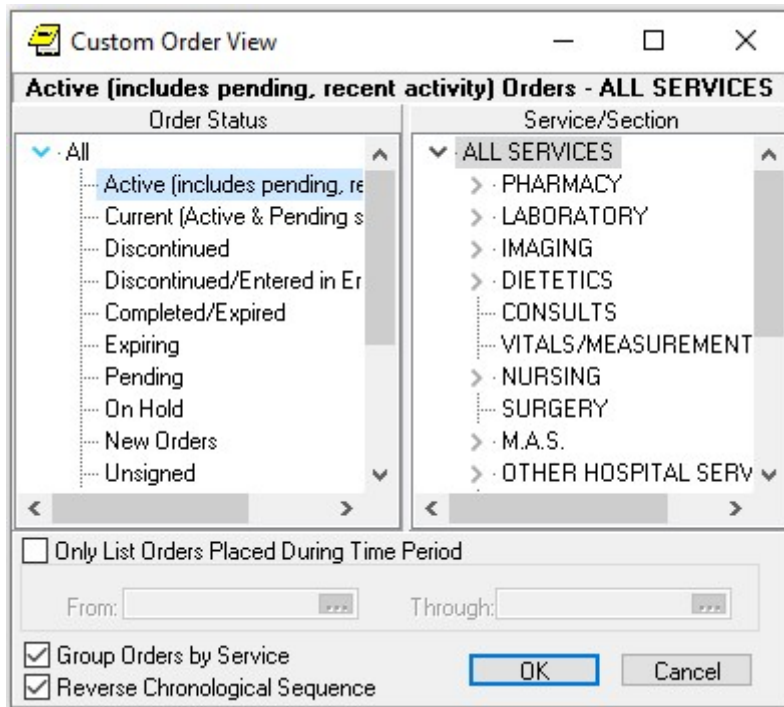 Custom Order View
Active (includes pending, recent activity) Orders - ALL SERVICES
Order Status
All
Active (includes pending, re
Current (Active & Pending s
Discontinued
Discontinued/Entered in Er
Completed/Expired
Expiring
Pending
On Hold
New Orders
Unsigned
Service/Section
ALL SERVICES
PHARMACY
LABORATORY
IMAGING
DIETETICS
CONSULTS
VITALS/MEASUREMENT
NURSING
SURGERY
M.A.S.
OTHER HOSPITAL SERV
Only List Orders Placed During Time Period
From: ...
Through: ...
Group Orders by Service
Reverse Chronological Sequence
OK
Cancel